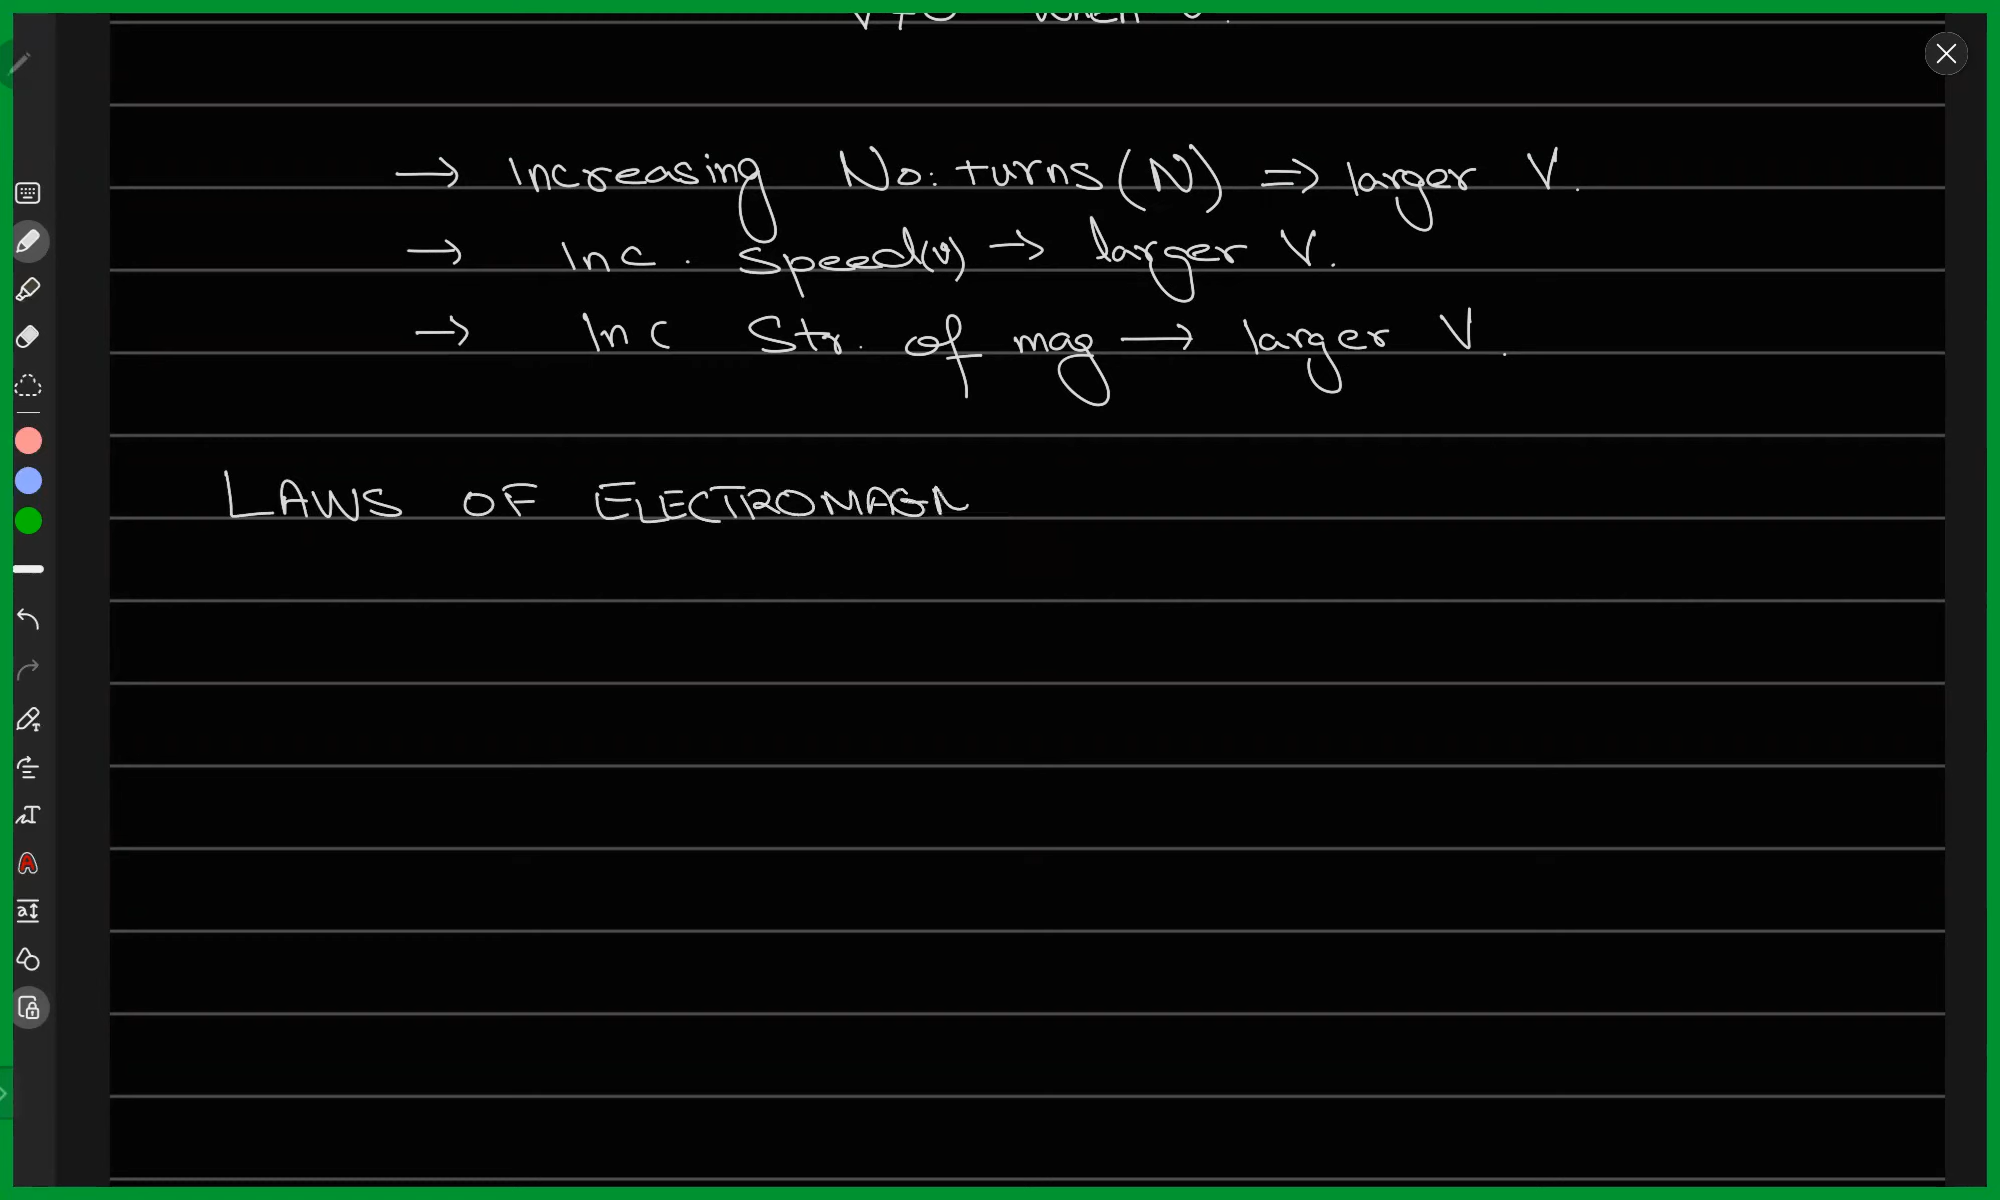 → Increasing No: turns (N) ⇒ larger V.
→ Inc. speed(v) → larger V.
→ Inc Str. of mag → larger V.
LAWS OF ELECTROMAGN